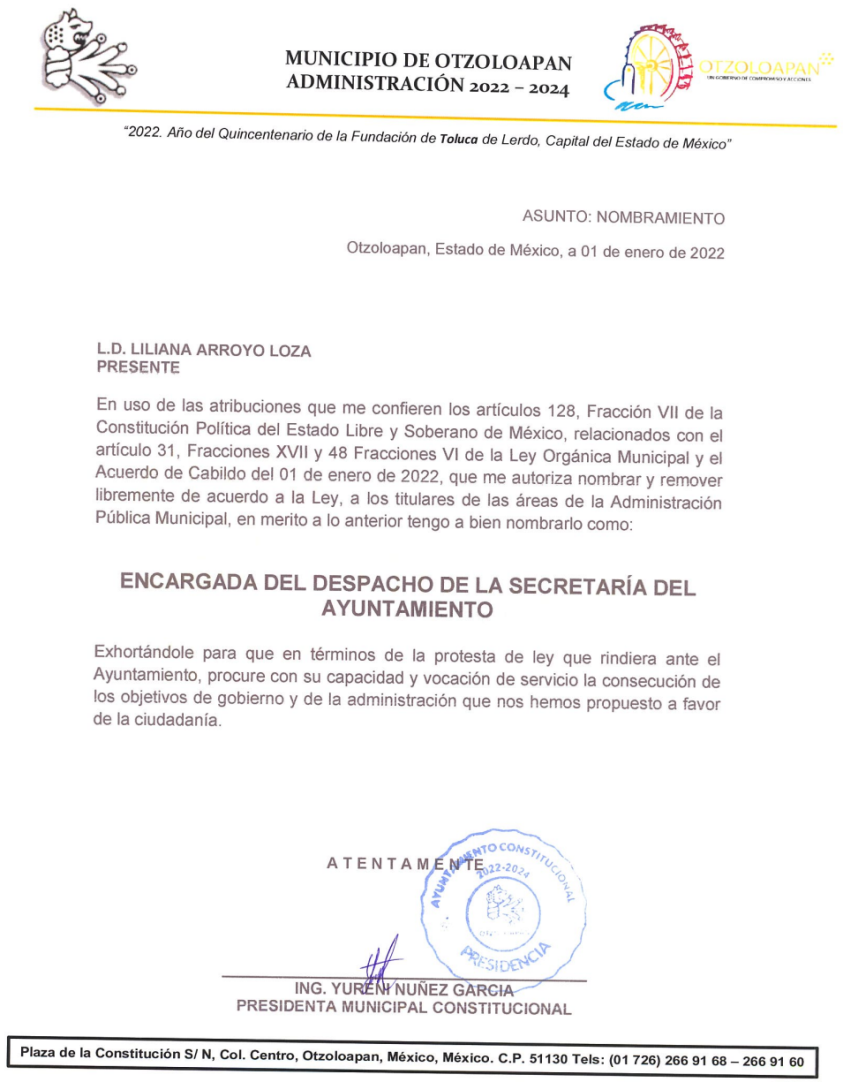 MUNICIPIO DE OTZOLOAPAN
ADMINISTRACIÓN 2022 – 2024
OTZOLOAPAN
UN GOBIERNO DE COMPROMISO Y ACCIONES
"2022. Año del Quincentenario de la Fundación de Toluca de Lerdo, Capital del Estado de México"
ASUNTO: NOMBRAMIENTO
Otzoloapan, Estado de México, a 01 de enero de 2022
L.D. LILIANA ARROYO LOZA
PRESENTE
En uso de las atribuciones que me confieren los artículos 128, Fracción VII de la
Constitución Política del Estado Libre y Soberano de México, relacionados con el
artículo 31, Fracciones XVII y 48 Fracciones VI de la Ley Orgánica Municipal y el
Acuerdo de Cabildo del 01 de enero de 2022, que me autoriza nombrar y remover
libremente de acuerdo a la Ley, a los titulares de las áreas de la Administración
Pública Municipal, en merito a lo anterior tengo a bien nombrarlo como:
ENCARGADA DEL DESPACHO DE LA SECRETARÍA DEL
AYUNTAMIENTO
Exhortándole para que en términos de la protesta de ley que rindiera ante el
Ayuntamiento, procure con su capacidad y vocación de servicio la consecución de
los objetivos de gobierno y de la administración que nos hemos propuesto a favor
de la ciudadanía.
ATENTAMENTE
AYUNTAMIENTO CONSTITUCIONAL
2022-2024
PRESIDENCIA
ING. YURENI NUÑEZ GARCIA
PRESIDENTA MUNICIPAL CONSTITUCIONAL
Plaza de la Constitución S/ N, Col. Centro, Otzoloapan, México, México. C.P. 51130 Tels: (01 726) 266 91 68 – 266 91 60